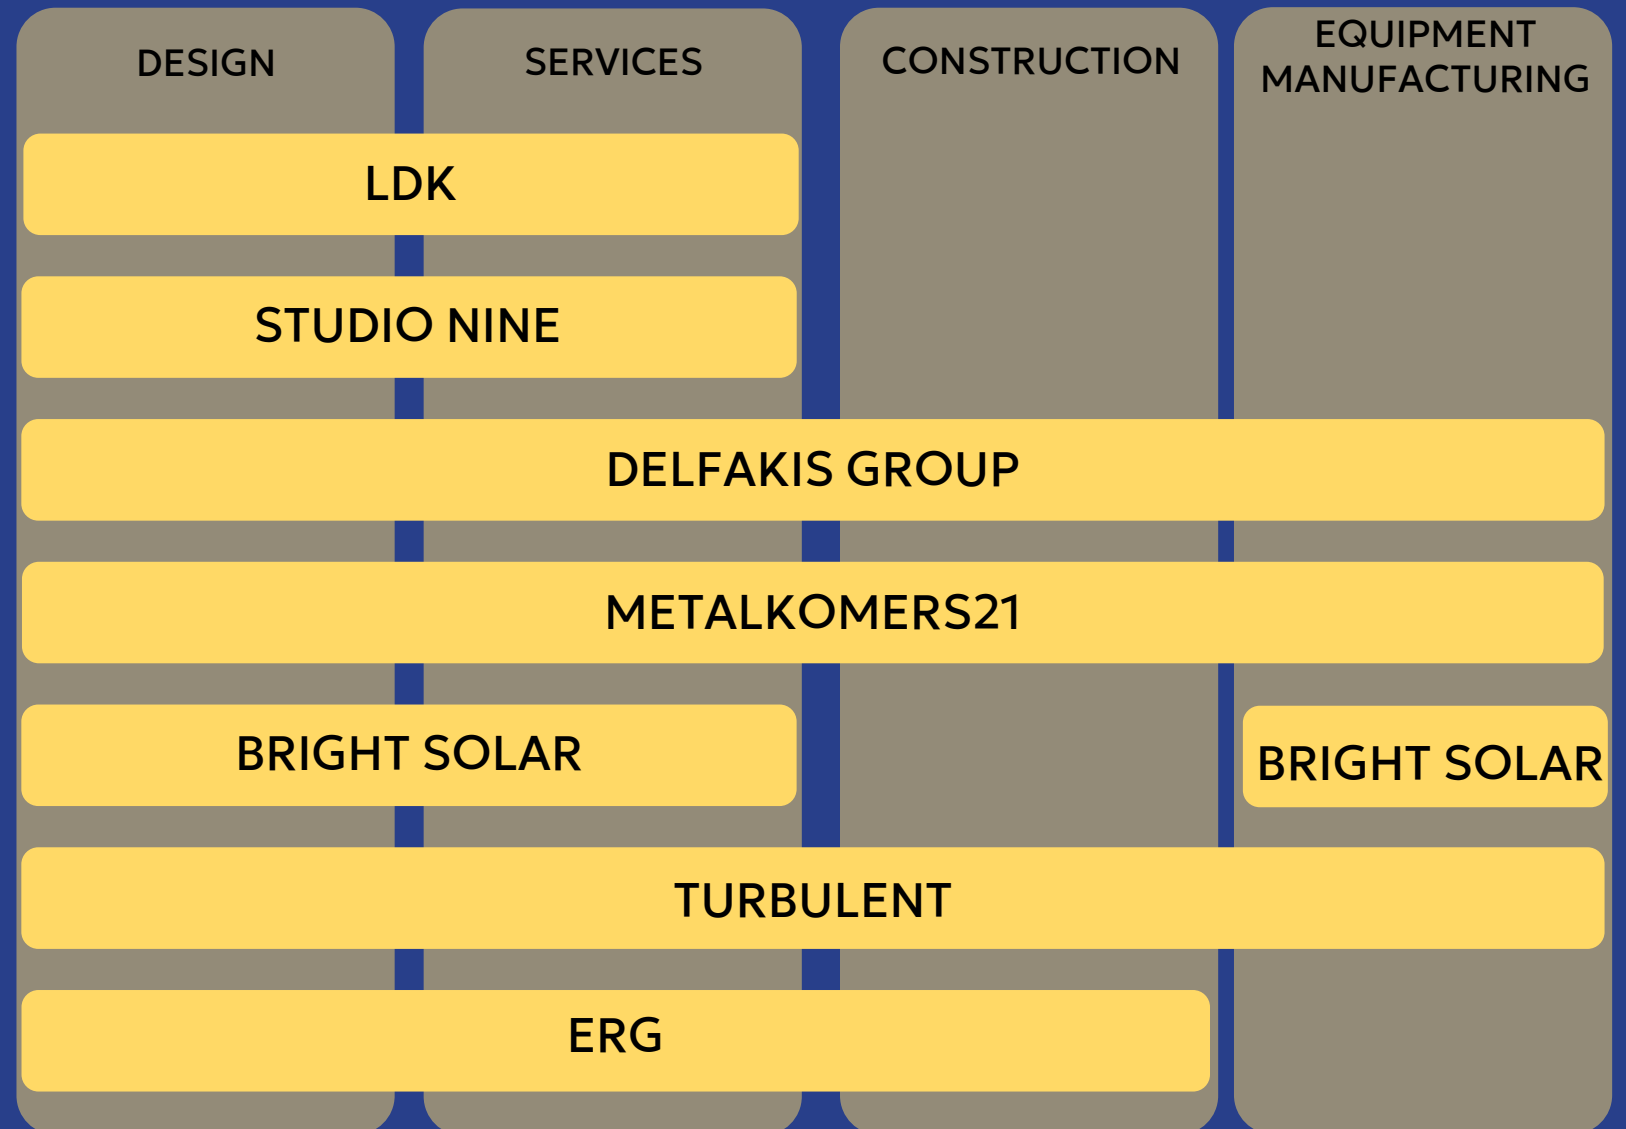 DESIGN
SERVICES
CONSTRUCTION
EQUIPMENT
MANUFACTURING
LDK
STUDIO NINE
DELFAKIS GROUP
METALKOMERS21
BRIGHT SOLAR
BRIGHT SOLAR
TURBULENT
ERG